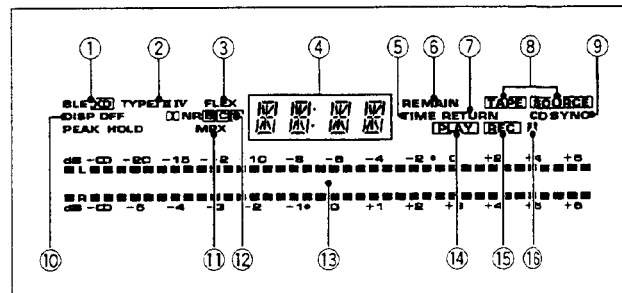 ① ② ③ ④ ⑤ ⑥ ⑦ ⑧ ⑨
BLE XD TYPE I II IV FLEX REMAIN TAPE SOURCE
DISP OFF NR B C TIME RETURN CD SYNC
PEAK HOLD MPX PLAY REC
dB -∞ -20 -15 -12 10 -8 -6 -4 -2 0 +2 +4 +6
L
R
dB -∞ -5 -4 -3 -2 -1 0 +1 +2 +3 +4 +5 +6
⑩ ⑪ ⑫ ⑬ ⑭ ⑮ ⑯